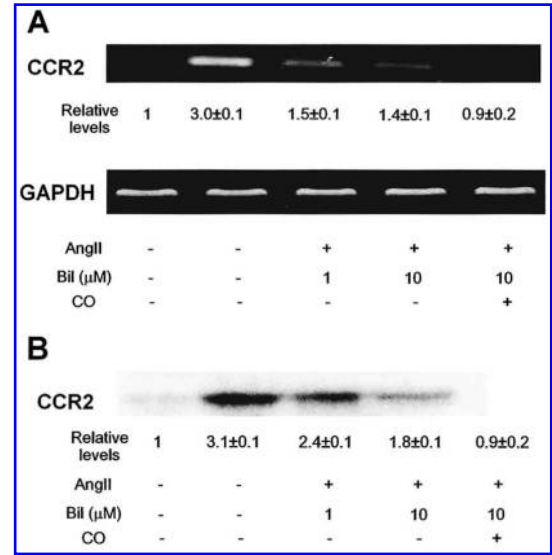 A
CCR2
Relative levels 1 3.0±0.1 1.5±0.1 1.4±0.1 0.9±0.2
GAPDH
AngII - - + + +
Bil (μM) - - 1 10 10
CO - - - - +
B
CCR2
Relative levels 1 3.1±0.1 2.4±0.1 1.8±0.1 0.9±0.2
AngII - - + + +
Bil (μM) - - 1 10 10
CO - - - - +